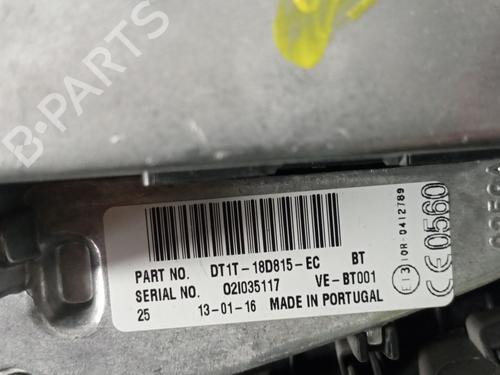 B-PARTS
PART NO. DT1T-18D815-EC BT
SERIAL NO. 02I035117 VE-BT001
25 13-01-16 MADE IN PORTUGAL
E13 10R-0412789
CE0560